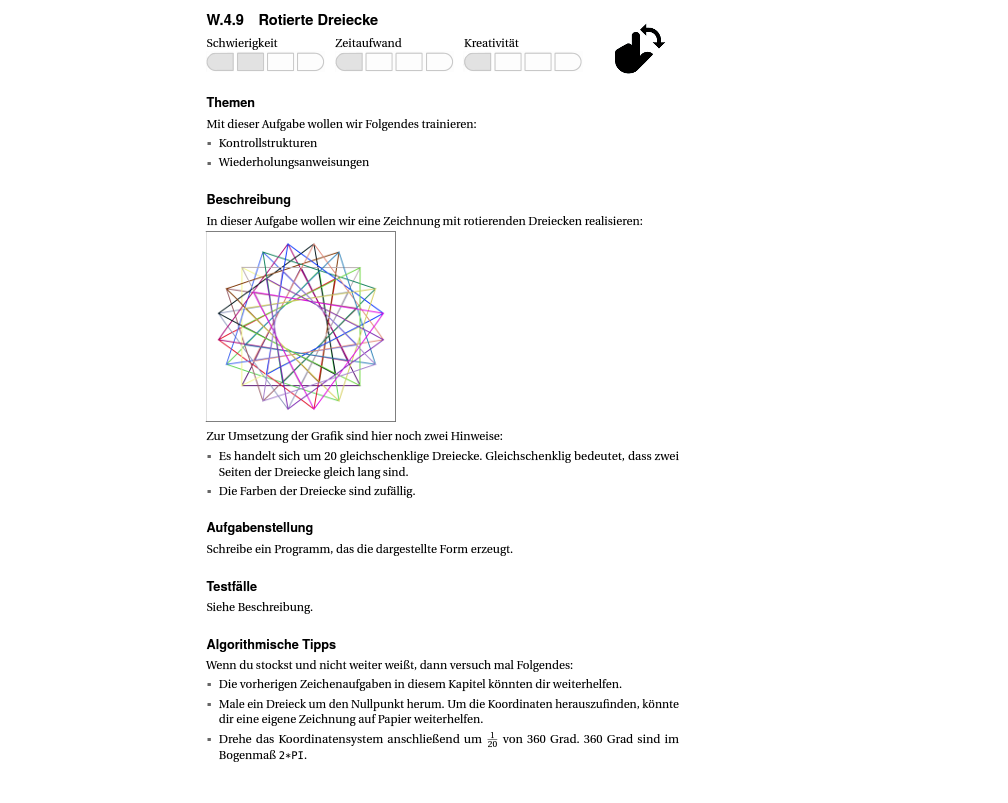 W.4.9 Rotierte Dreiecke
Schwierigkeit Zeitaufwand Kreativität
Themen
Mit dieser Aufgabe wollen wir Folgendes trainieren:
Kontrollstrukturen
Wiederholungsanweisungen
Beschreibung
In dieser Aufgabe wollen wir eine Zeichnung mit rotierenden Dreiecken realisieren:
Zur Umsetzung der Grafik sind hier noch zwei Hinweise:
Es handelt sich um 20 gleichschenklige Dreiecke. Gleichschenklig bedeutet, dass zwei
Seiten der Dreiecke gleich lang sind.
Die Farben der Dreiecke sind zufällig.
Aufgabenstellung
Schreibe ein Programm, das die dargestellte Form erzeugt.
Testfälle
Siehe Beschreibung.
Algorithmische Tipps
Wenn du stockst und nicht weiter weißt, dann versuch mal Folgendes:
Die vorherigen Zeichenaufgaben in diesem Kapitel könnten dir weiterhelfen.
Male ein Dreieck um den Nullpunkt herum. Um die Koordinaten herauszufinden, könnte
dir eine eigene Zeichnung auf Papier weiterhelfen.
Drehe das Koordinatensystem anschließend um 1/20 von 360 Grad. 360 Grad sind im
Bogenmaß 2*PI.